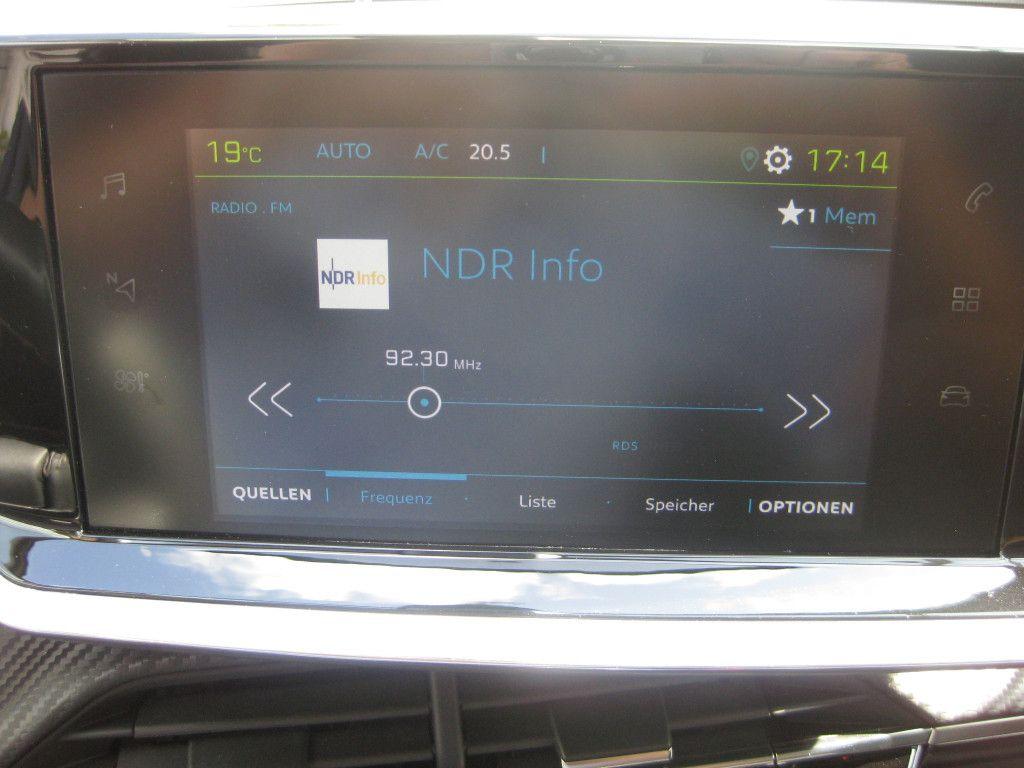 19°C AUTO A/C 20.5 17:14
RADIO . FM
1 Mem
NDR Info
NDR Info
92.30 MHz
N
RDS
QUELLEN Frequenz Liste Speicher OPTIONEN